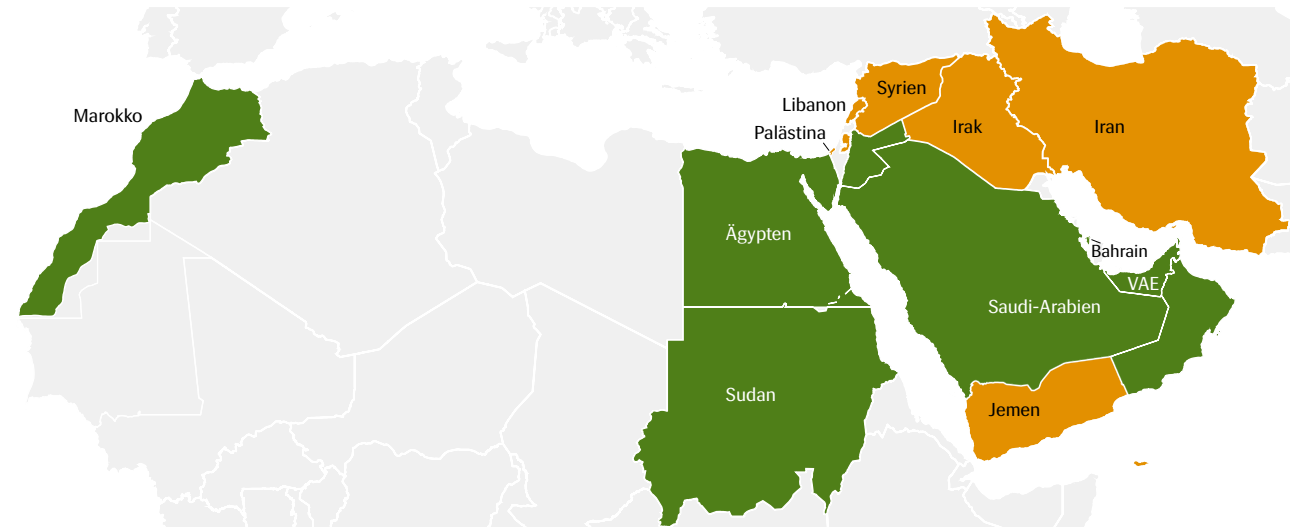 Marokko
Libanon
Palästina
Syrien
Irak
Iran
Ägypten
Bahrain
VAE
Saudi-Arabien
Sudan
Jemen